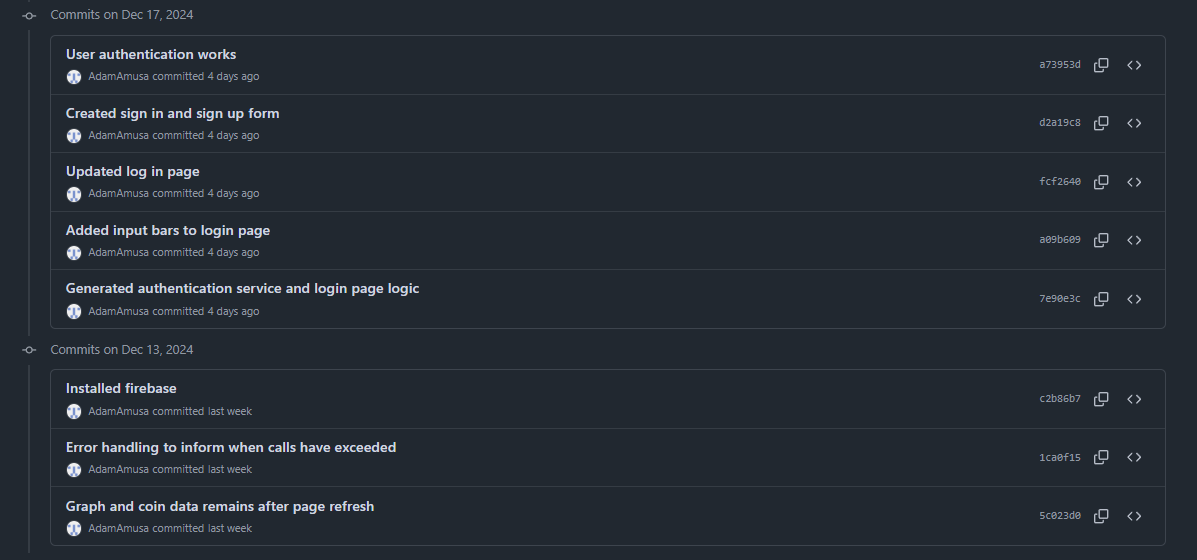 Commits on Dec 17, 2024
User authentication works
AdamAmusa committed 4 days ago
a73953d
Created sign in and sign up form
AdamAmusa committed 4 days ago
d2a19c8
Updated log in page
AdamAmusa committed 4 days ago
fcf2640
Added input bars to login page
AdamAmusa committed 4 days ago
a09b609
Generated authentication service and login page logic
AdamAmusa committed 4 days ago
7e90e3c
Commits on Dec 13, 2024
Installed firebase
AdamAmusa committed last week
c2b86b7
Error handling to inform when calls have exceeded
AdamAmusa committed last week
1ca0f15
Graph and coin data remains after page refresh
AdamAmusa committed last week
5c023d0